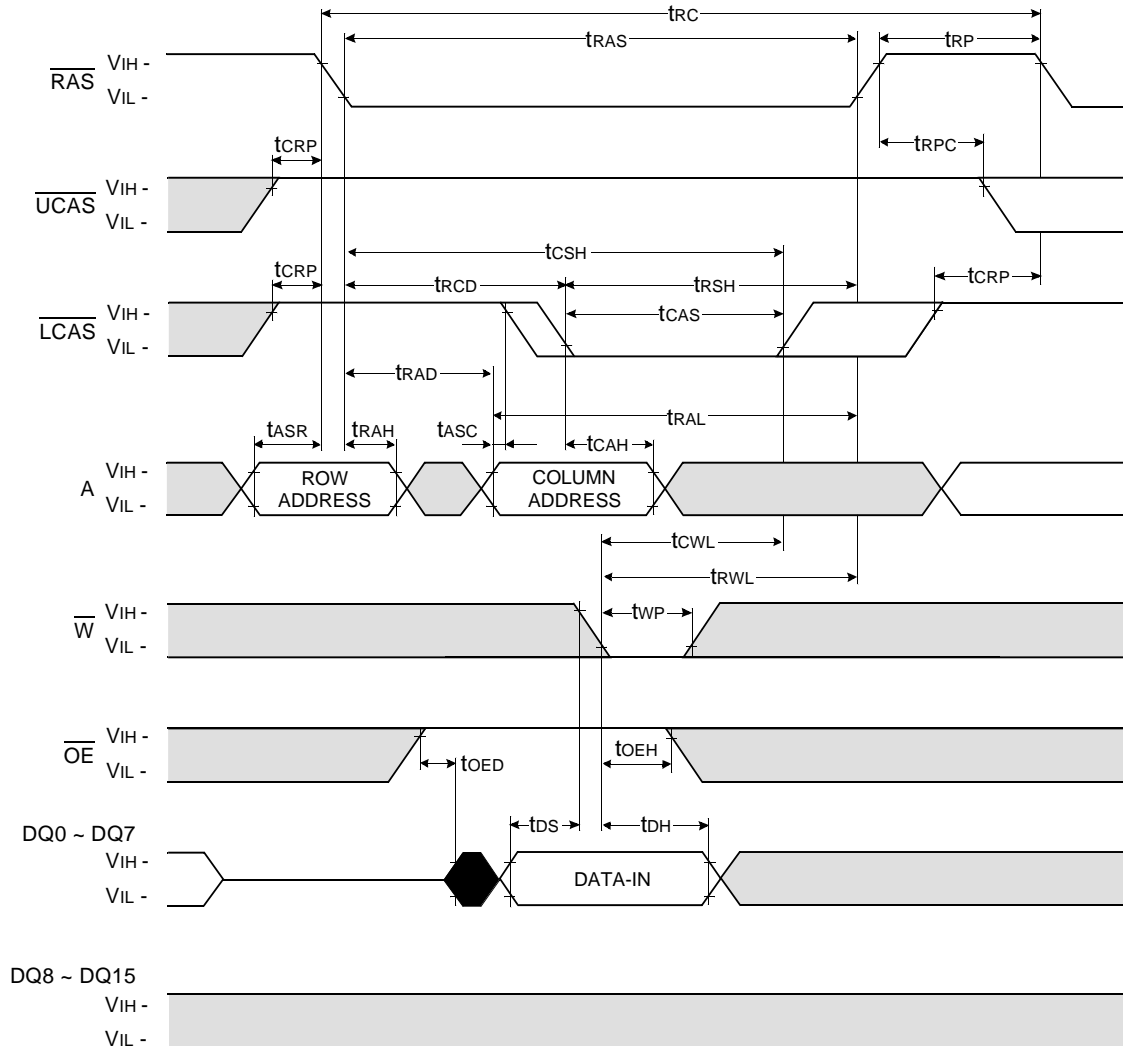 tRC
tRAS
tRP
RAS
VIH -
VIL -
tCRP
tRPC
UCAS
VIH -
VIL -
tCSH
tCRP
tRCD
tRSH
tCRP
LCAS
VIH -
VIL -
tCAS
tRAD
tRAL
tASR
tRAH
tASC
tCAH
A
VIH -
VIL -
ROW
ADDRESS
COLUMN
ADDRESS
tCWL
tRWL
W
VIH -
VIL -
tWP
OE
VIH -
VIL -
tOED
tOEH
tDS
tDH
DQ0 ~ DQ7
VIH -
VIL -
DATA-IN
DQ8 ~ DQ15
VIH -
VIL -